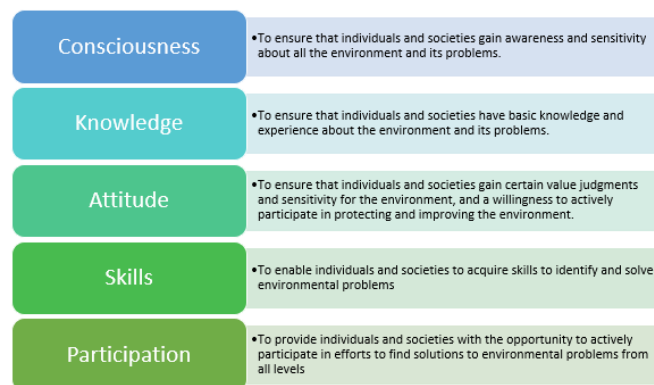 Consciousness
•To ensure that individuals and societies gain awareness and sensitivity
about all the environment and its problems.
Knowledge
•To ensure that individuals and societies have basic knowledge and
experience about the environment and its problems.
Attitude
•To ensure that individuals and societies gain certain value judgments
and sensitivity for the environment, and a willingness to actively
participate in protecting and improving the environment.
Skills
•To enable individuals and societies to acquire skills to identify and solve
environmental problems
Participation
•To provide individuals and societies with the opportunity to actively
participate in efforts to find solutions to environmental problems from
all levels